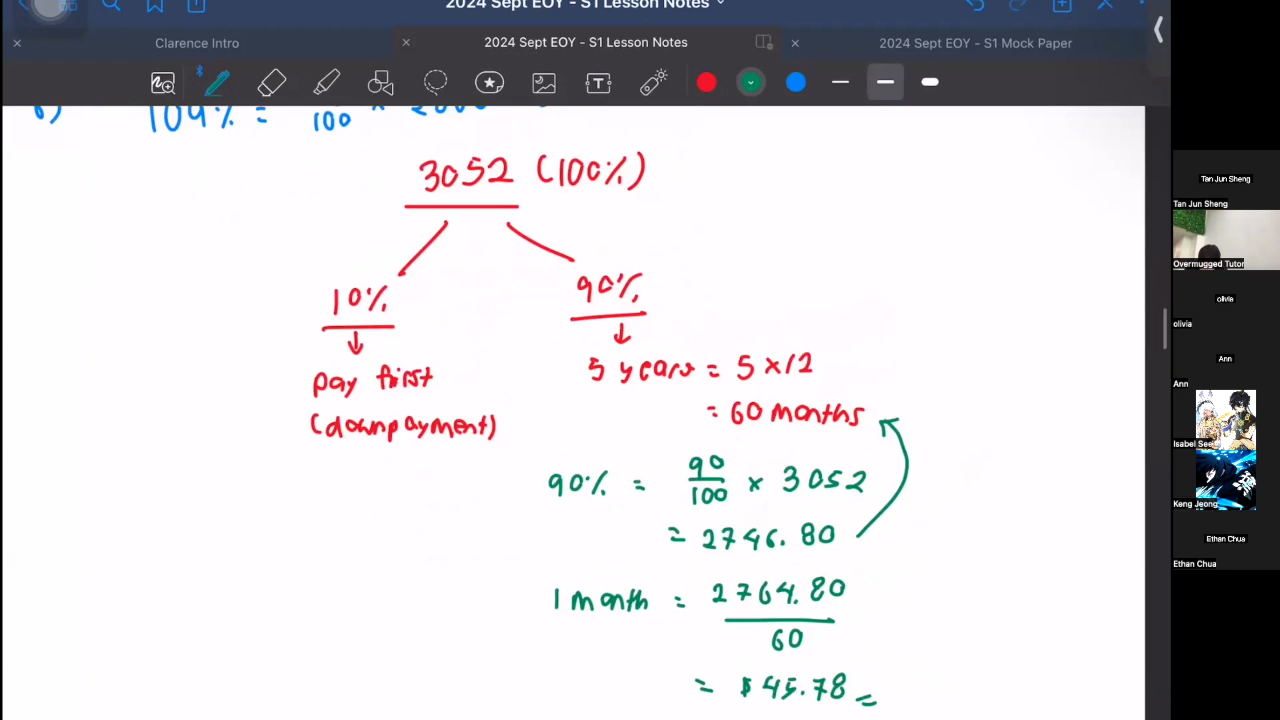 2024 Sept EOY - S1 Lesson Notes
Clarence Intro
2024 Sept EOY - S1 Lesson Notes
2024 Sept EOY - S1 Mock Paper
T
104% =
100 ×
3052 (100%)
10%
90%
pay first
(downpayment)
5 years = 5 × 12
= 60 months
90% = 90/100 × 3052
= 2746.80
1 month = 2764.80
60
= $45.78
Tan Jun Sheng
Tan Jun Sheng
Overmugged Tutor
olivia
olivia
Ann
Ann
Isabel See
Keng Jeong
Ethan Chua
Ethan Chua